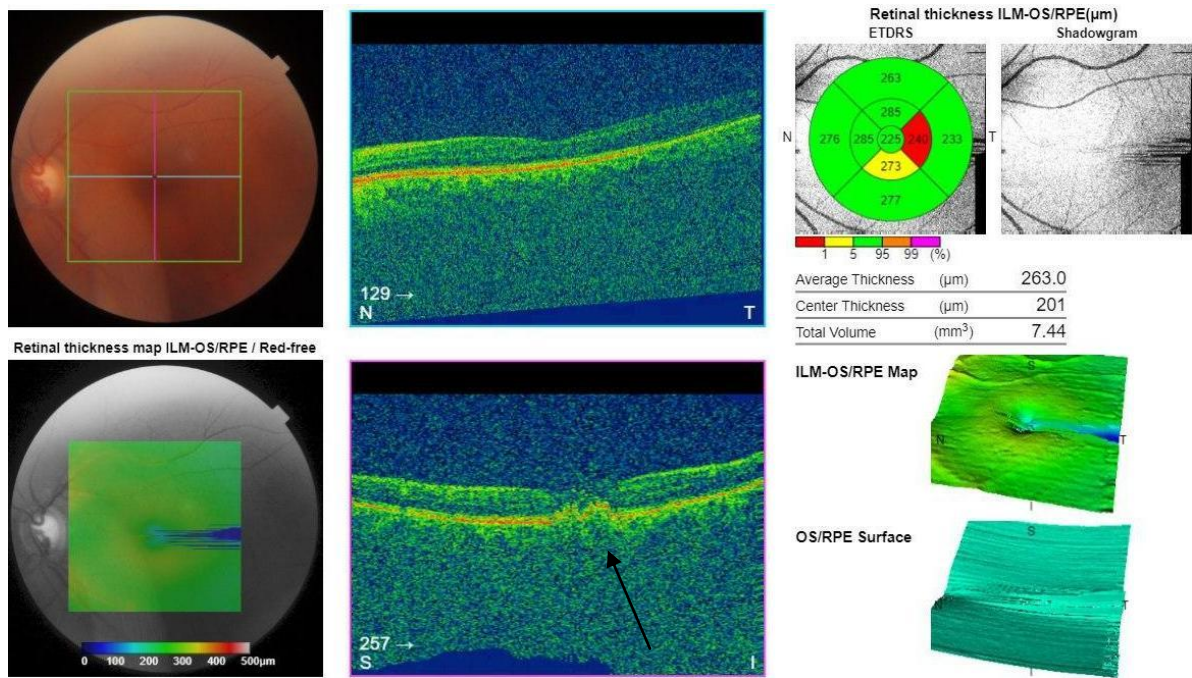 129 →
N T
Retinal thickness ILM-OS/RPE(µm)
ETDRS Shadowgram
263
285
N 276 285 225 240 233 T
273
277
1 5 95 99 (%)
Average Thickness (µm) 263.0
Center Thickness (µm) 201
Total Volume (mm³) 7.44
Retinal thickness map ILM-OS/RPE / Red-free
0 100 200 300 400 500µm
257 →
S I
ILM-OS/RPE Map
S
N T
I
OS/RPE Surface
S
N T
I